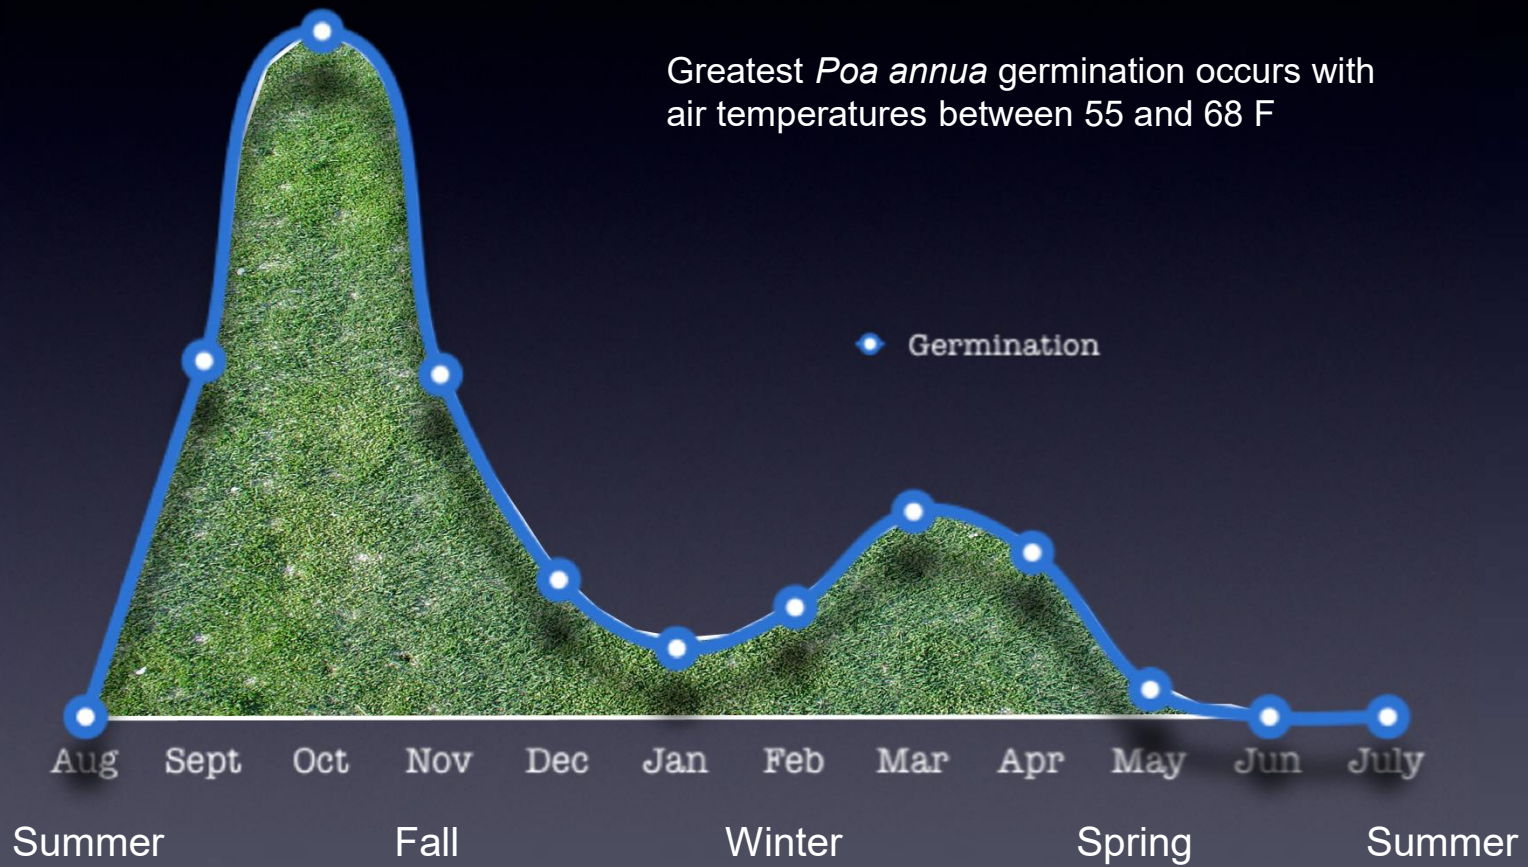 Greatest Poa annua germination occurs with
air temperatures between 55 and 68 F
Germination
Aug Sept Oct Nov Dec Jan Feb Mar Apr May Jun July
Summer Fall Winter Spring Summer